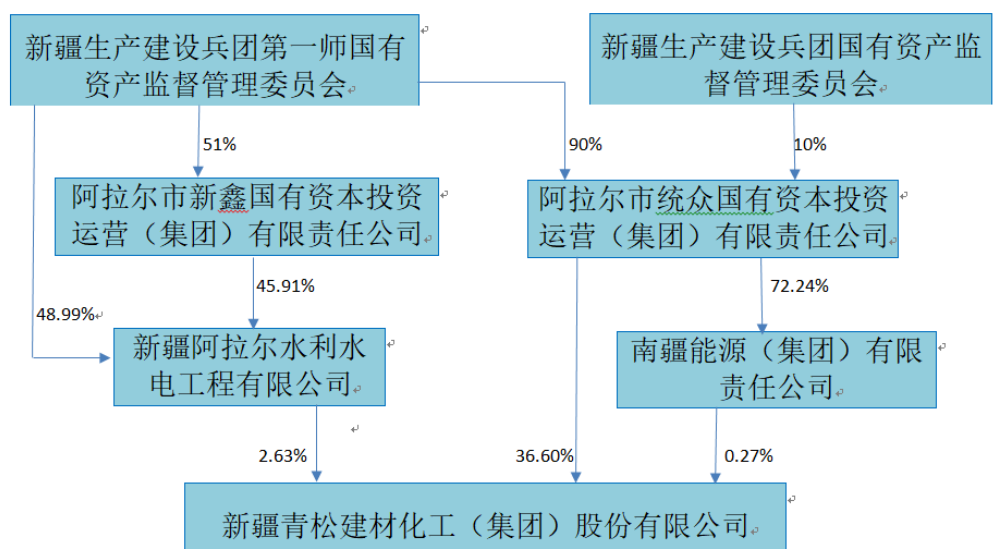 新疆生产建设兵团第一师国有
资产监督管理委员会
新疆生产建设兵团国有资产监
督管理委员会
51%
90%
10%
阿拉尔市新鑫国有资本投资
运营（集团）有限责任公司
阿拉尔市统众国有资本投资
运营（集团）有限责任公司
45.91%
72.24%
48.99%
新疆阿拉尔水利水
电工程有限公司
南疆能源（集团）有限
责任公司
2.63%
36.60%
0.27%
新疆青松建材化工（集团）股份有限公司